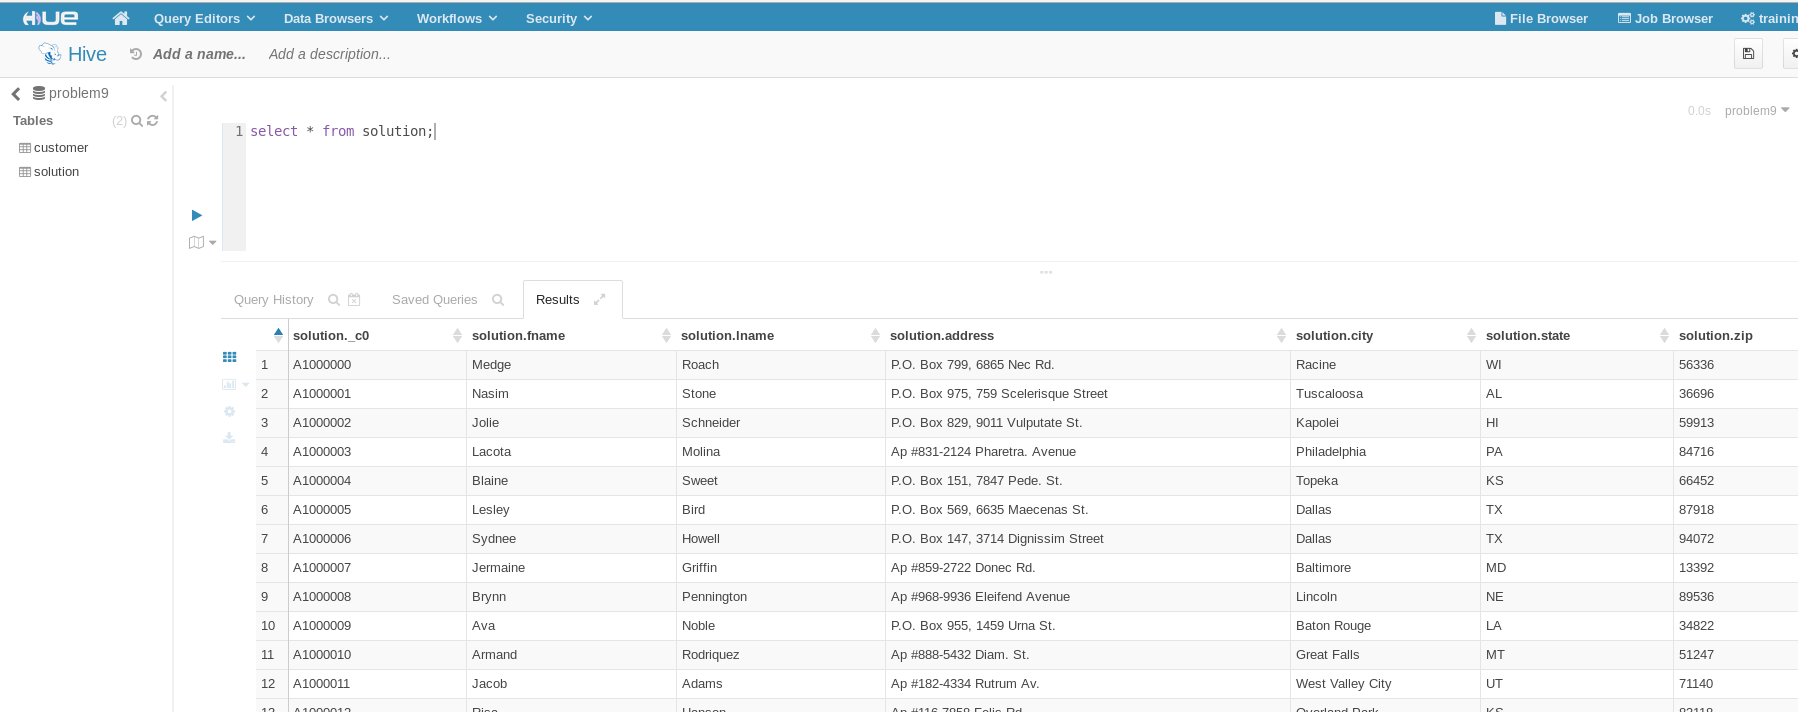 HUE Query Editors Data Browsers Workflows Security File Browser Job Browser trainin
Hive Add a name... Add a description...
problem9
Tables (2)
customer
solution
0.0s problem9
1 select * from solution;
Query History Saved Queries Results
solution._c0 solution.fname solution.lname solution.address solution.city solution.state solution.zip
1 A1000000 Medge Roach P.O. Box 799, 6865 Nec Rd. Racine WI 56336
2 A1000001 Nasim Stone P.O. Box 975, 759 Scelerisque Street Tuscaloosa AL 36696
3 A1000002 Jolie Schneider P.O. Box 829, 9011 Vulputate St. Kapolei HI 59913
4 A1000003 Lacota Molina Ap #831-2124 Pharetra. Avenue Philadelphia PA 84716
5 A1000004 Blaine Sweet P.O. Box 151, 7847 Pede. St. Topeka KS 66452
6 A1000005 Lesley Bird P.O. Box 569, 6635 Maecenas St. Dallas TX 87918
7 A1000006 Sydnee Howell P.O. Box 147, 3714 Dignissim Street Dallas TX 94072
8 A1000007 Jermaine Griffin Ap #859-2722 Donec Rd. Baltimore MD 13392
9 A1000008 Brynn Pennington Ap #968-9936 Eleifend Avenue Lincoln NE 89536
10 A1000009 Ava Noble P.O. Box 955, 1459 Urna St. Baton Rouge LA 34822
11 A1000010 Armand Rodriquez Ap #888-5432 Diam. St. Great Falls MT 51247
12 A1000011 Jacob Adams Ap #182-4334 Rutrum Av. West Valley City UT 71140